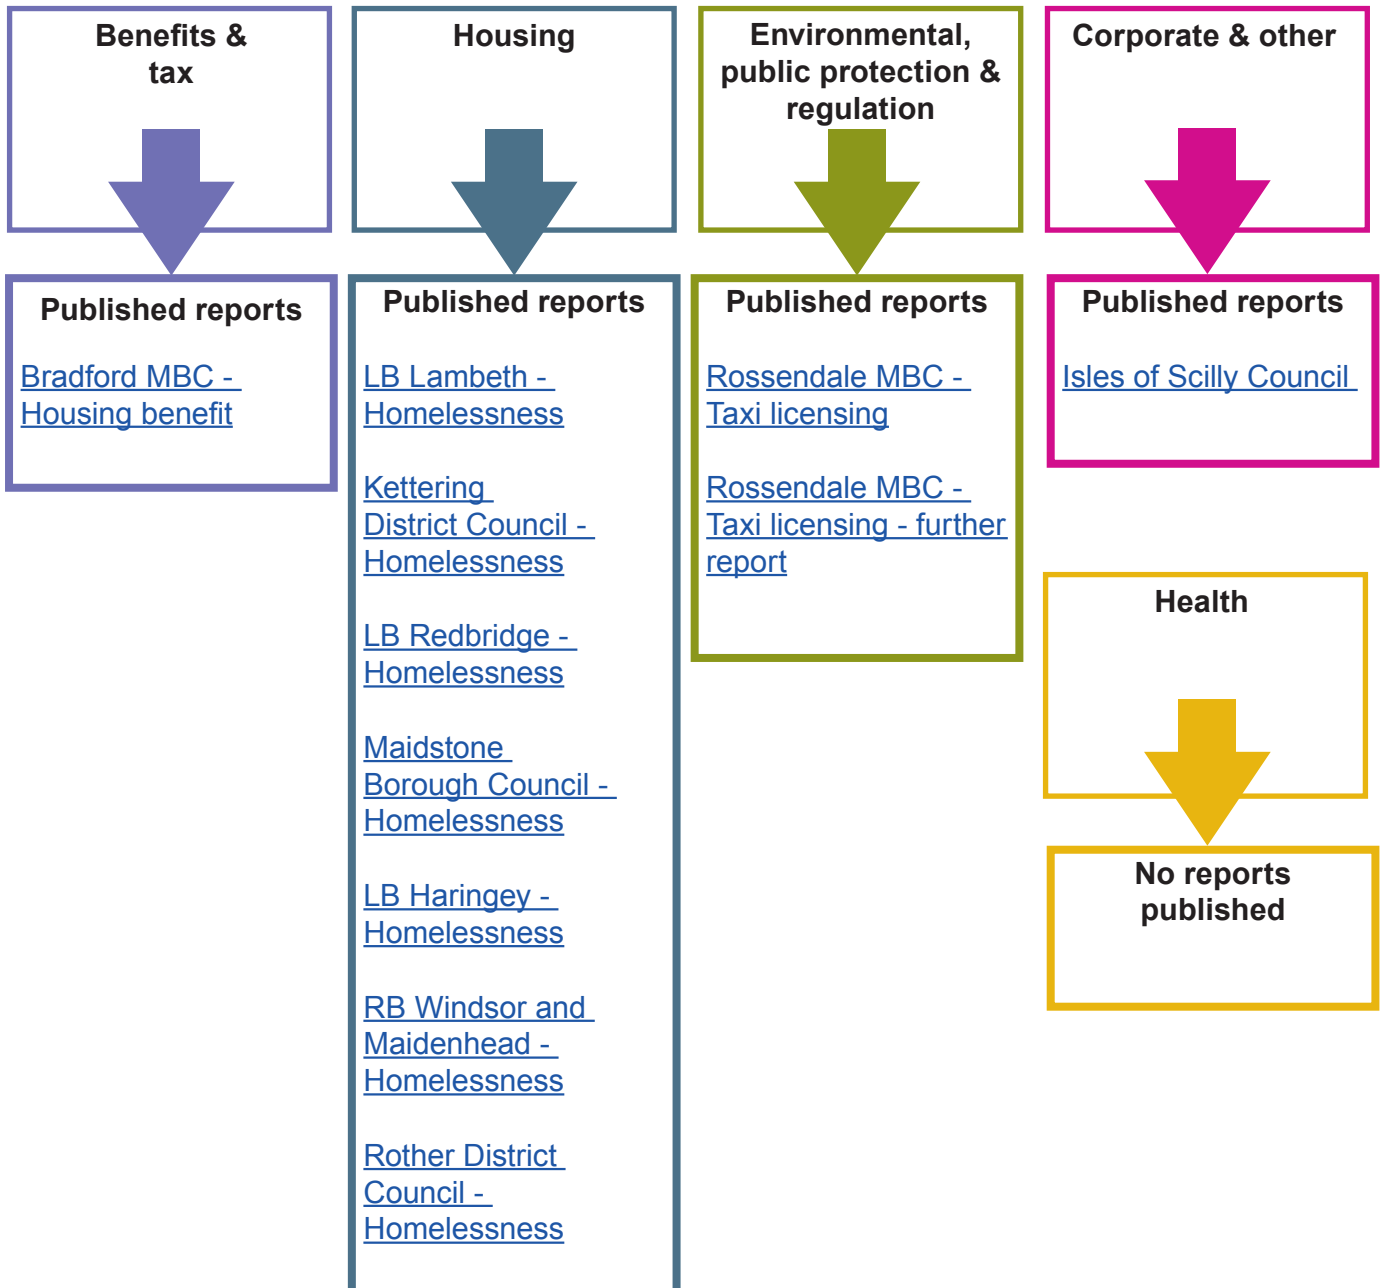 Benefits &
tax
Published reports
Bradford MBC -
Housing benefit
Housing
Published reports
LB Lambeth -
Homelessness
Kettering
District Council -
Homelessness
LB Redbridge -
Homelessness
Maidstone
Borough Council -
Homelessness
LB Haringey -
Homelessness
RB Windsor and
Maidenhead -
Homelessness
Rother District
Council -
Homelessness
Environmental,
public protection &
regulation
Published reports
Rossendale MBC -
Taxi licensing
Rossendale MBC -
Taxi licensing - further
report
Corporate & other
Published reports
Isles of Scilly Council
Health
No reports
published